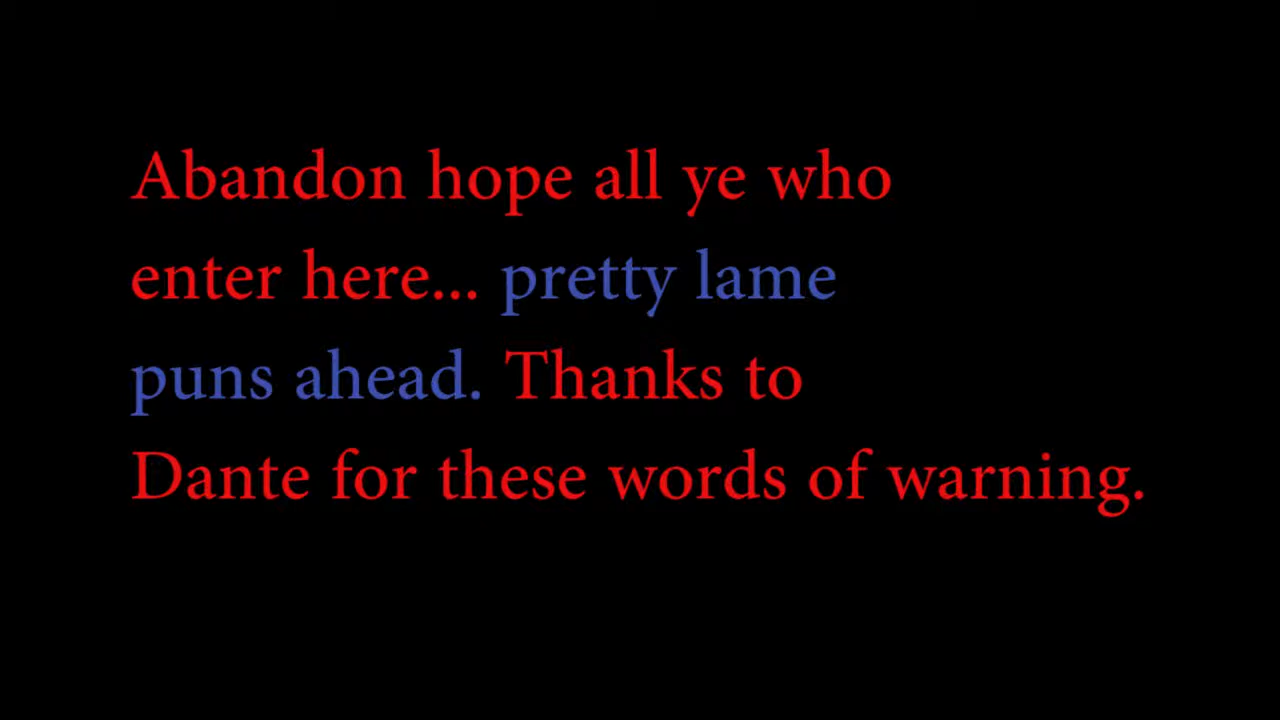 Abandon hope all ye who
enter here... pretty lame
puns ahead. Thanks to
Dante for these words of warning.